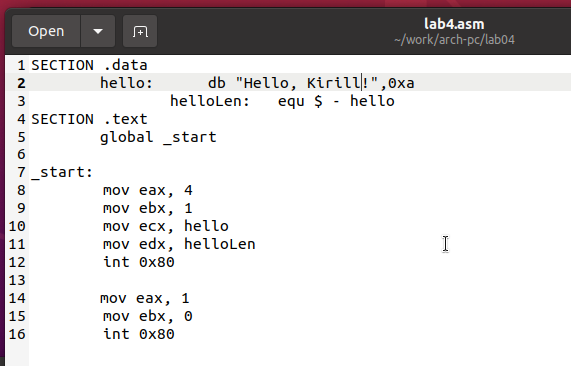 Open
lab4.asm
~/work/arch-pc/lab04
1 SECTION .data
2 hello: db "Hello, Kirill!",0xa
3 helloLen: equ $ - hello
4 SECTION .text
5 global _start
6
7 _start:
8 mov eax, 4
9 mov ebx, 1
10 mov ecx, hello
11 mov edx, helloLen
12 int 0x80
13
14 mov eax, 1
15 mov ebx, 0
16 int 0x80